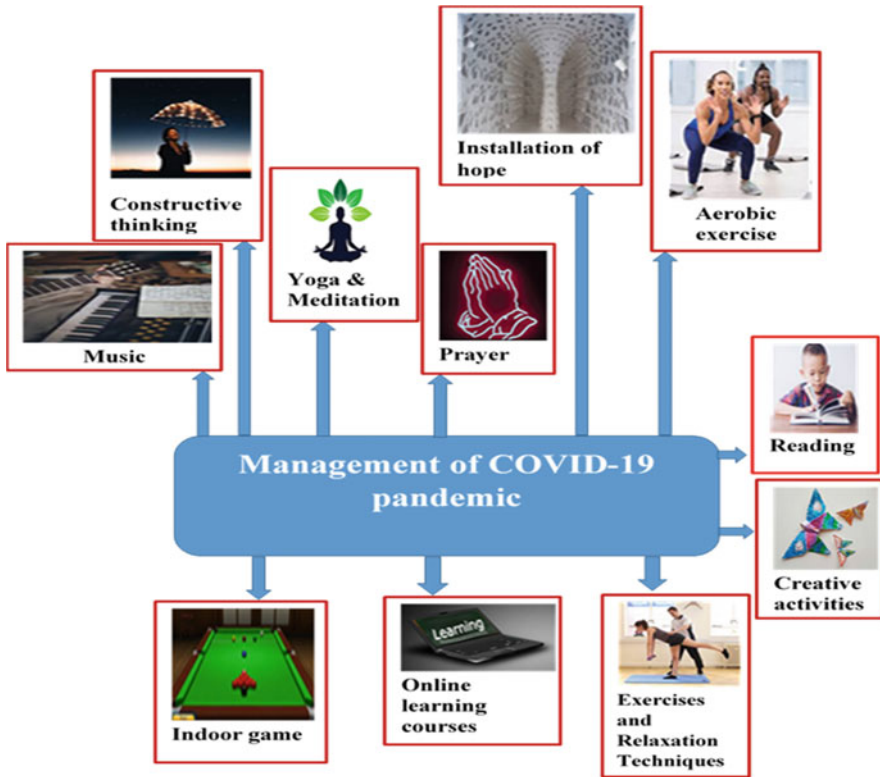 Installation of
hope
Constructive
thinking
Aerobic
exercise
Yoga &
Meditation
Music
Prayer
Reading
Management of COVID-19
pandemic
Creative
activities
Learning
Indoor game
Online
learning
courses
Exercises
and
Relaxation
Techniques